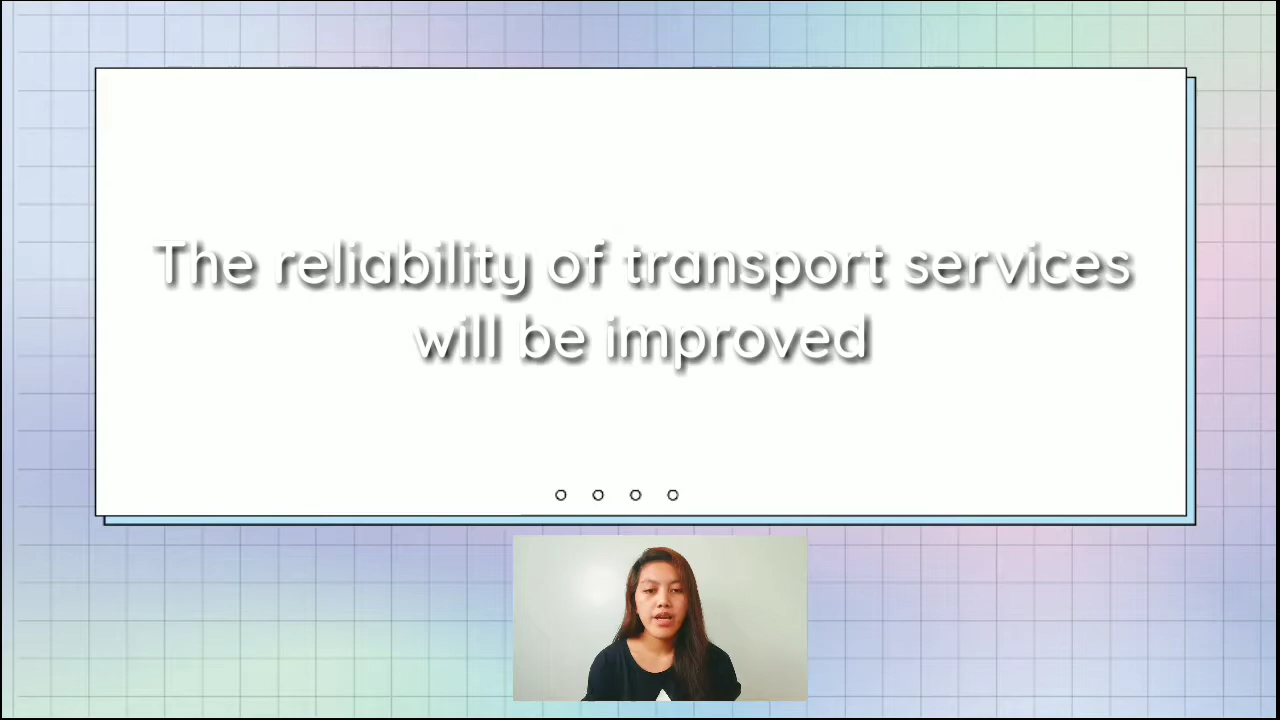 The reliability of transport services
will be improved